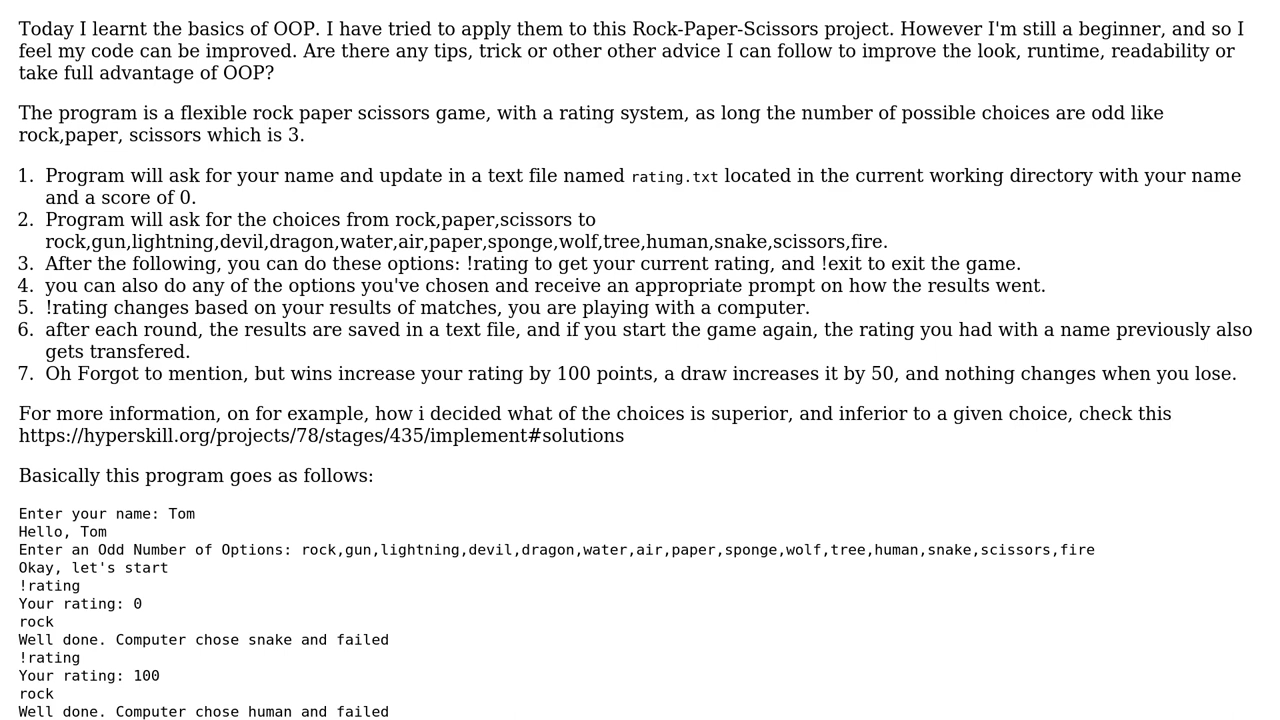 Today I learnt the basics of OOP. I have tried to apply them to this Rock-Paper-Scissors project. However I'm still a beginner, and so I
feel my code can be improved. Are there any tips, trick or other other advice I can follow to improve the look, runtime, readability or
take full advantage of OOP?
The program is a flexible rock paper scissors game, with a rating system, as long the number of possible choices are odd like
rock,paper, scissors which is 3.
1. Program will ask for your name and update in a text file named rating.txt located in the current working directory with your name
and a score of 0.
2. Program will ask for the choices from rock,paper,scissors to
rock,gun,lightning,devil,dragon,water,air,paper,sponge,wolf,tree,human,snake,scissors,fire.
3. After the following, you can do these options: !rating to get your current rating, and !exit to exit the game.
4. you can also do any of the options you've chosen and receive an appropriate prompt on how the results went.
5. !rating changes based on your results of matches, you are playing with a computer.
6. after each round, the results are saved in a text file, and if you start the game again, the rating you had with a name previously also
gets transfered.
7. Oh Forgot to mention, but wins increase your rating by 100 points, a draw increases it by 50, and nothing changes when you lose.
For more information, on for example, how i decided what of the choices is superior, and inferior to a given choice, check this
https://hyperskill.org/projects/78/stages/435/implement#solutions
Basically this program goes as follows:
Enter your name: Tom
Hello, Tom
Enter an Odd Number of Options: rock,gun,lightning,devil,dragon,water,air,paper,sponge,wolf,tree,human,snake,scissors,fire
Okay, let's start
!rating
Your rating: 0
rock
Well done. Computer chose snake and failed
!rating
Your rating: 100
rock
Well done. Computer chose human and failed